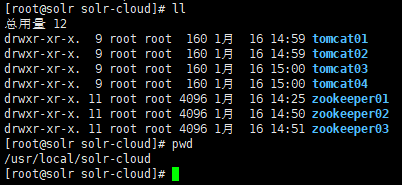 [root@solr solr-cloud]# ll
总用量 12
drwxr-xr-x.  9 root root  160 1月  16 14:59 tomcat01
drwxr-xr-x.  9 root root  160 1月  16 14:59 tomcat02
drwxr-xr-x.  9 root root  160 1月  16 15:00 tomcat03
drwxr-xr-x.  9 root root  160 1月  16 15:00 tomcat04
drwxr-xr-x. 11 root root 4096 1月  16 14:25 zookeeper01
drwxr-xr-x. 11 root root 4096 1月  16 14:50 zookeeper02
drwxr-xr-x. 11 root root 4096 1月  16 14:51 zookeeper03
[root@solr solr-cloud]# pwd
/usr/local/solr-cloud
[root@solr solr-cloud]#